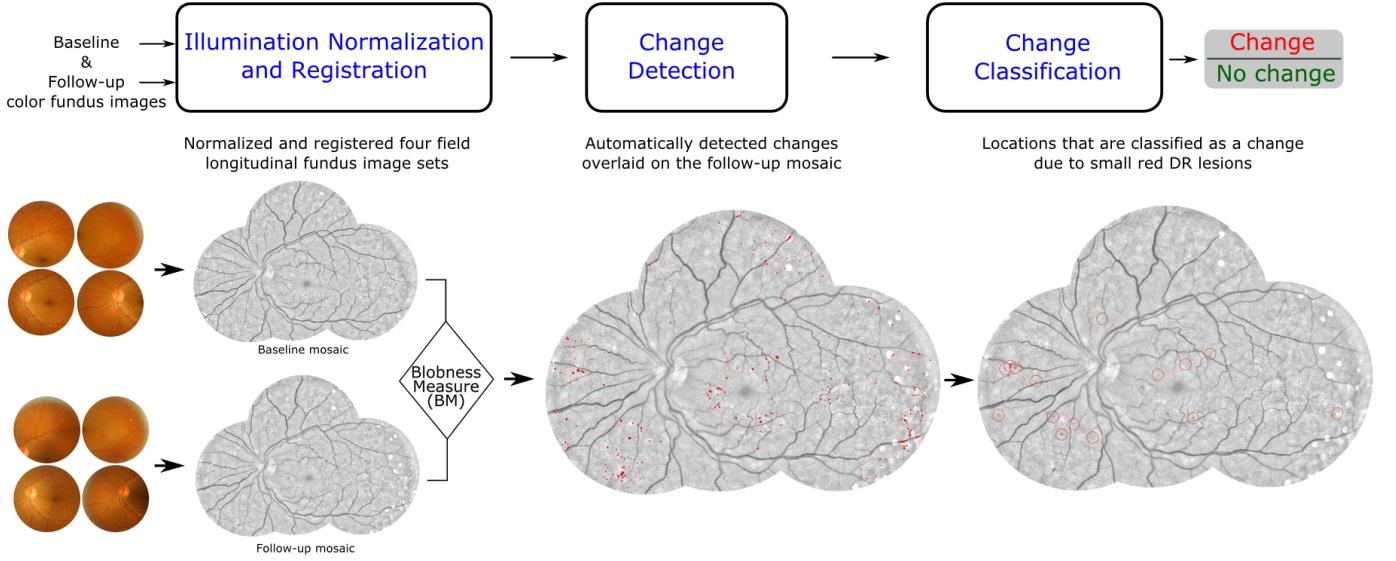 Baseline
&
Follow-up
color fundus images
Illumination Normalization
and Registration
Change
Detection
Change
Classification
Change
No change
Normalized and registered four field
longitudinal fundus image sets
Automatically detected changes
overlaid on the follow-up mosaic
Locations that are classified as a change
due to small red DR lesions
Baseline mosaic
Blobness
Measure
(BM)
Follow-up mosaic